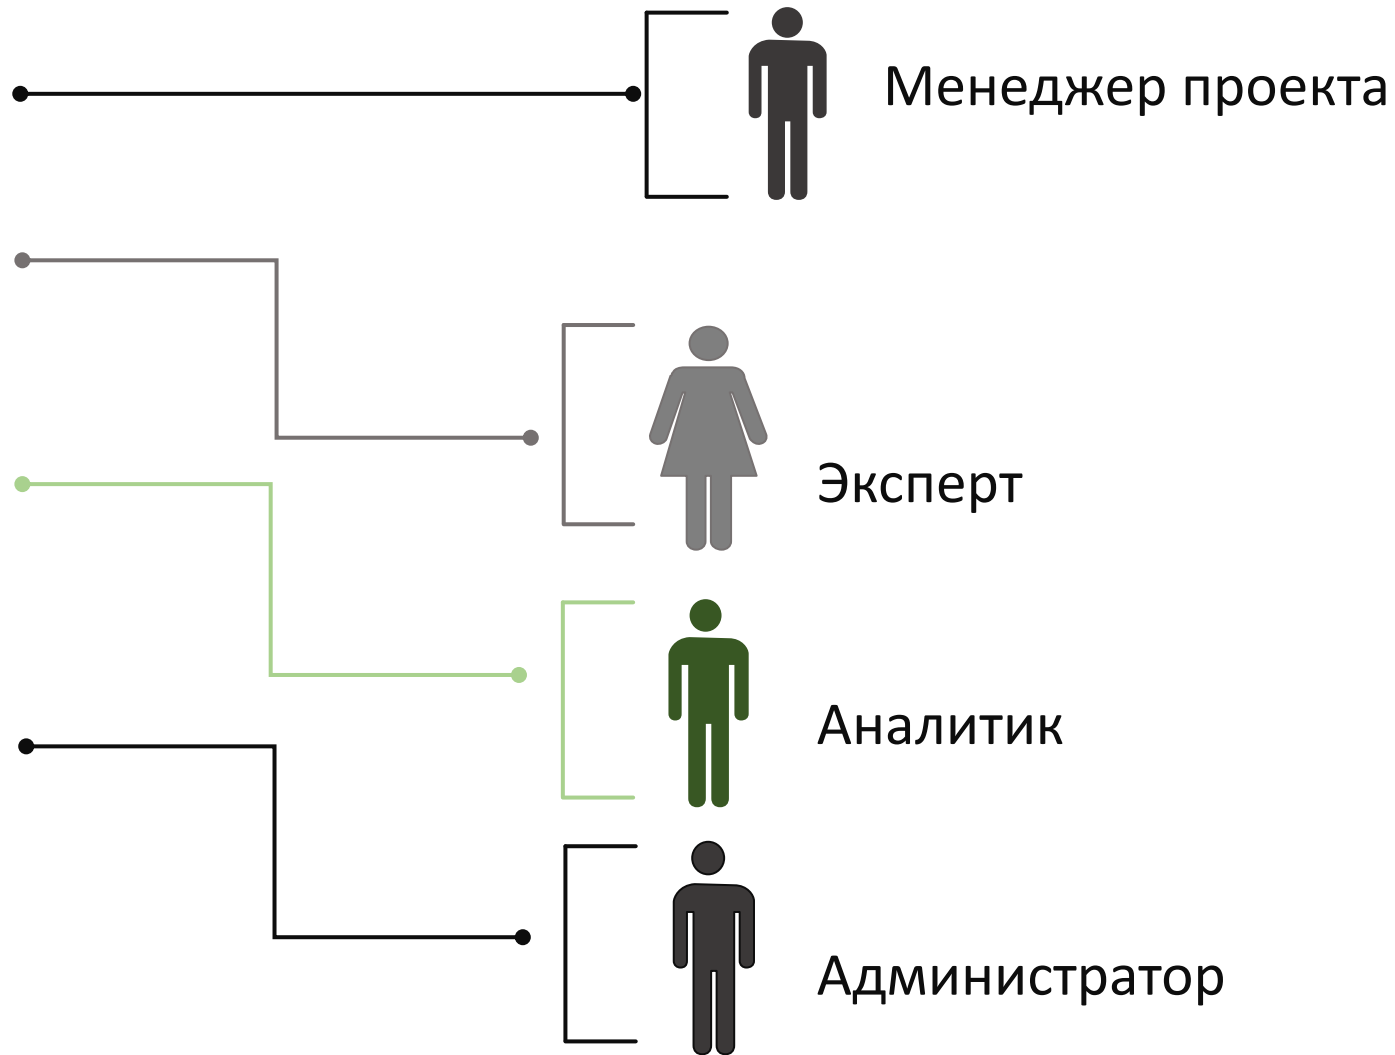 Менеджер проекта
Эксперт
Аналитик
Администратор